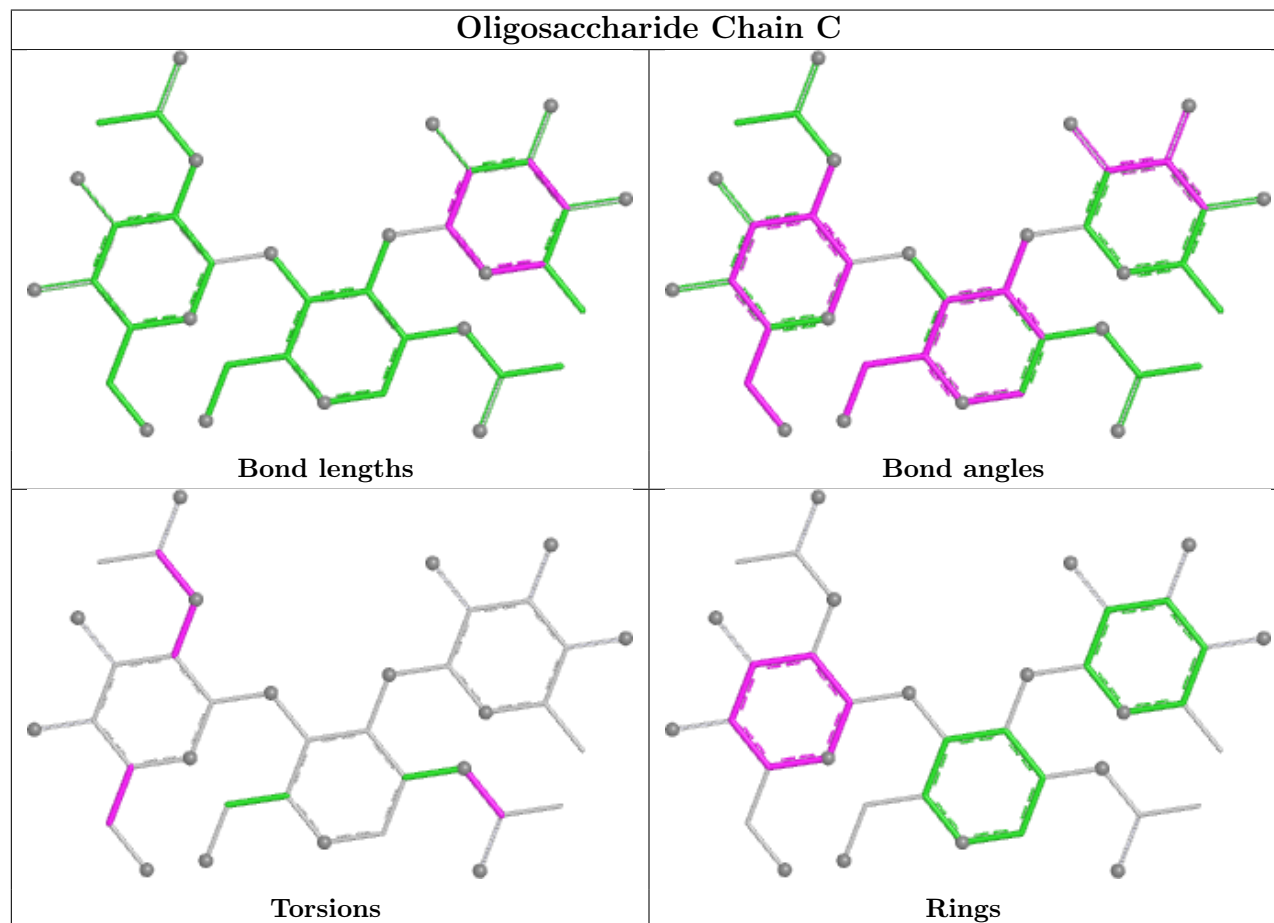 Oligosaccharide Chain C
Bond lengths
Bond angles
Torsions
Rings